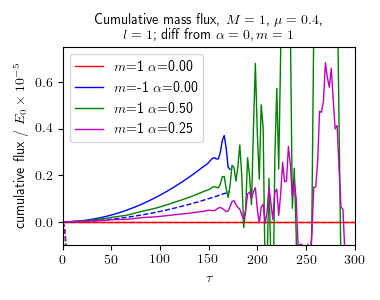 Cumulative mass flux, M = 1, μ = 0.4,
l = 1; diff from α = 0, m = 1
m=1 α=0.00
m=-1 α=0.00
m=1 α=0.50
m=1 α=0.25
cumulative flux / E₀ × 10⁻⁵
0.6
0.4
0.2
0.0
0 50 100 150 200 250 300
τ